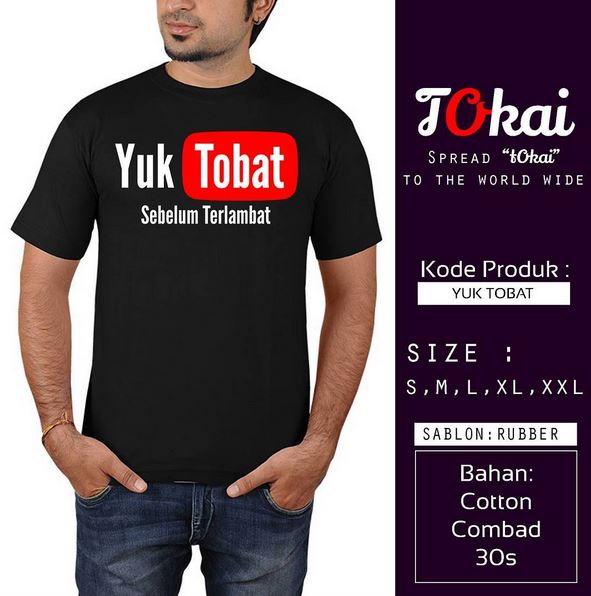 Yuk Tobat
Sebelum Terlambat
TOkai
SPREAD "tOkai"
TO THE WORLD WIDE
Kode Produk :
YUK TOBAT
SIZE :
S,M,L,XL,XXL
SABLON:RUBBER
Bahan:
Cotton
Combad
30s